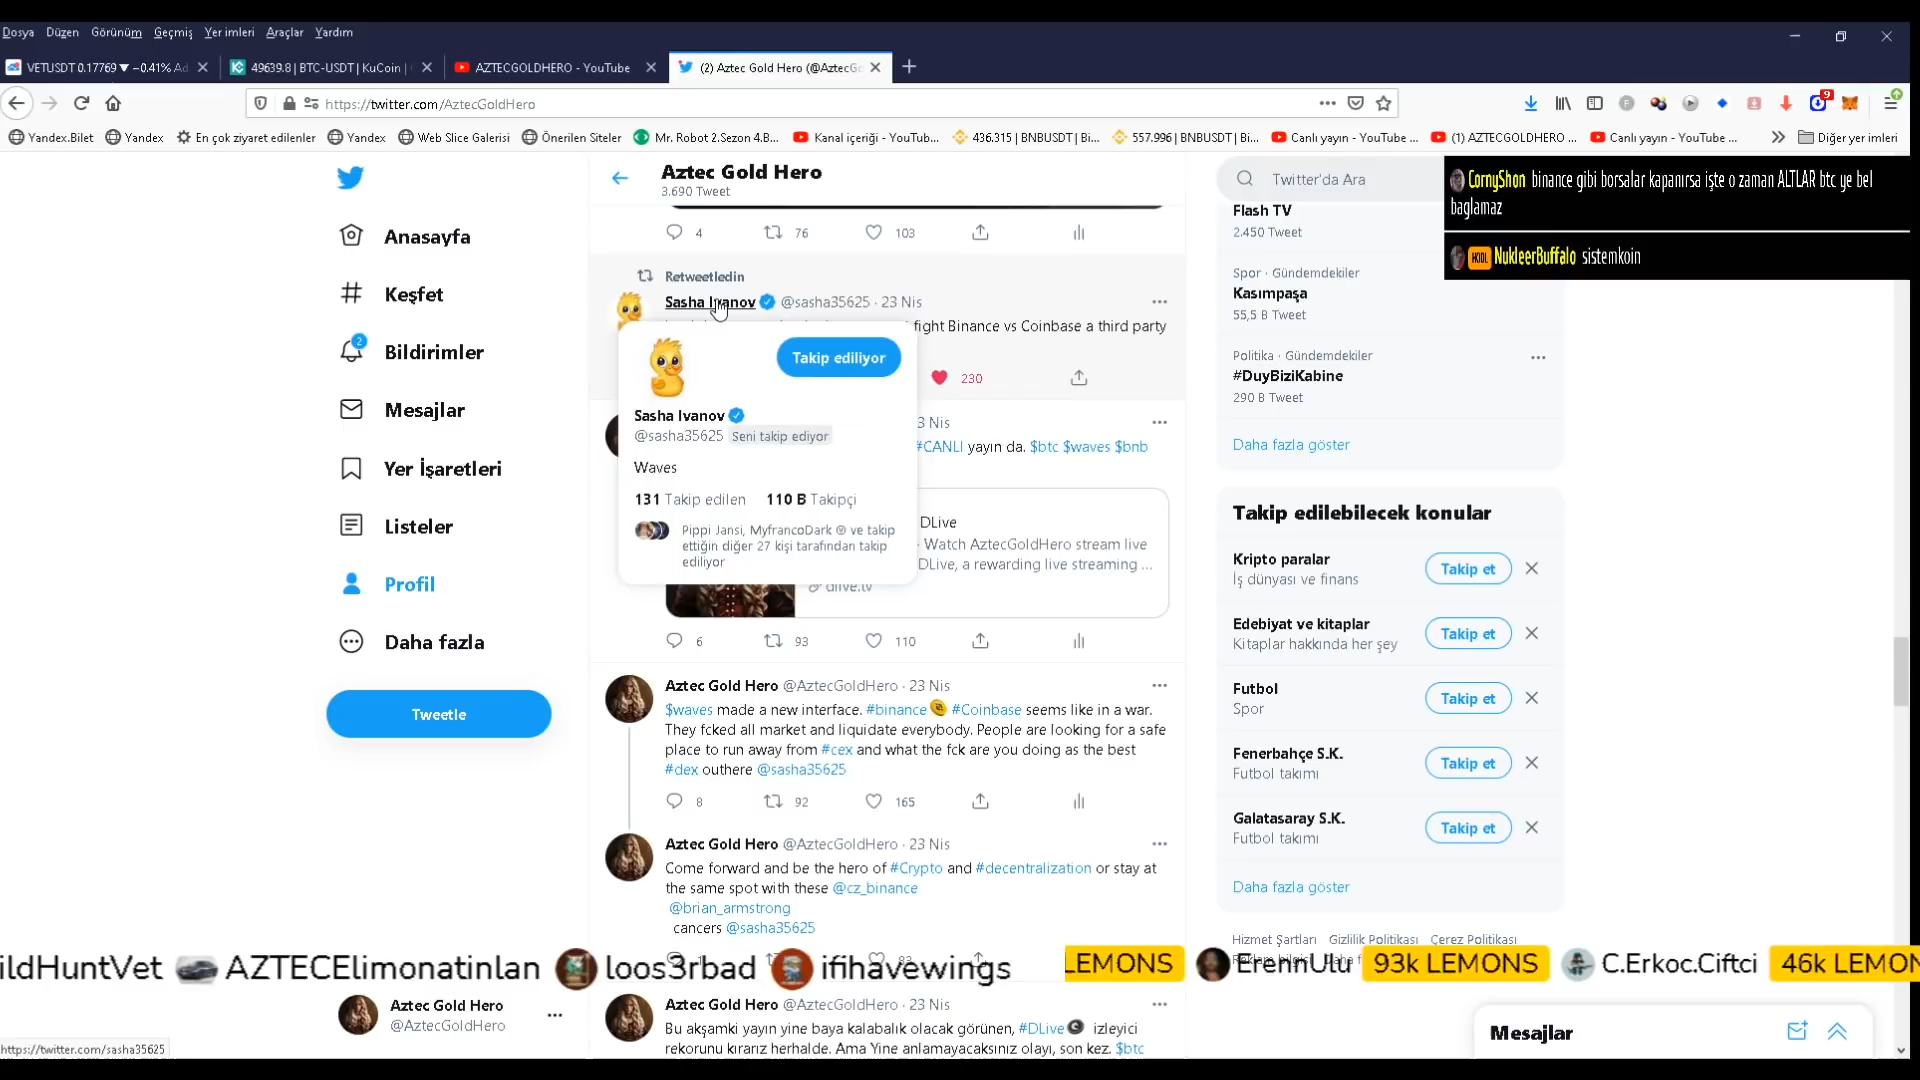 Dosya Düzen Görünüm Geçmiş Yer imleri Araçlar Yardım
VETUSDT 0.17769 ▼ −0.41% Ad
49639.8 | BTC-USDT | KuCoin |
AZTECGOLDHERO - YouTube
(2) Aztec Gold Hero (@AztecGo
https://twitter.com/AztecGoldHero
9
Yandex.Bilet
Yandex
En çok ziyaret edilenler
Yandex
Web Slice Galerisi
Önerilen Siteler
Mr. Robot 2.Sezon 4.B...
Kanal içeriği - YouTub...
436.315 | BNBUSDT | Bi...
557.996 | BNBUSDT | Bi...
Canlı yayın - YouTube ...
(1) AZTECGOLDHERO ...
Canlı yayın - YouTube ...
Diğer yer imleri
Anasayfa
Keşfet
2
Bildirimler
Mesajlar
Yer İşaretleri
Listeler
Profil
Daha fazla
Tweetle
Aztec Gold Hero
@AztecGoldHero
https://twitter.com/sasha35625
Aztec Gold Hero
3.690 Tweet
4 76 103
Retweetledin
Sasha Ivanov @sasha35625 · 23 Nis
fight Binance vs Coinbase a third party
230
Takip ediliyor
Sasha Ivanov
@sasha35625 Seni takip ediyor
Waves
131 Takip edilen 110 B Takipçi
Pippi Jansi, MyfrancoDark ve takip
ettiğin diğer 27 kişi tarafından takip
ediliyor
3 Nis
#CANLI yayın da. $btc $waves $bnb
DLive
Watch AztecGoldHero stream live
DLive, a rewarding live streaming ...
dlive.tv
6 93 110
Aztec Gold Hero @AztecGoldHero · 23 Nis
$waves made a new interface. #binance #Coinbase seems like in a war.
They fcked all market and liquidate everybody. People are looking for a safe
place to run away from #cex and what the fck are you doing as the best
#dex outhere @sasha35625
8 92 165
Aztec Gold Hero @AztecGoldHero · 23 Nis
Come forward and be the hero of #Crypto and #decentralization or stay at
the same spot with these @cz_binance
@brian_armstrong
cancers @sasha35625
Aztec Gold Hero @AztecGoldHero · 23 Nis
Bu akşamki yayın yine baya kalabalık olacak görünen, #DLive izleyici
rekorunu kırarız herhalde. Ama Yine anlamayacaksınız olayı, son kez. $btc
Twitter'da Ara
Flash TV
2.450 Tweet
Spor · Gündemdekiler
Kasımpaşa
55,5 B Tweet
Politika · Gündemdekiler
#DuyBiziKabine
290 B Tweet
Daha fazla göster
Takip edilebilecek konular
Kripto paralar
İş dünyası ve finans
Takip et
Edebiyat ve kitaplar
Kitaplar hakkında her şey
Takip et
Futbol
Spor
Takip et
Fenerbahçe S.K.
Futbol takımı
Takip et
Galatasaray S.K.
Futbol takımı
Takip et
Daha fazla göster
Hizmet Şartları Gizlilik Politikası Çerez Politikası
CornyShon binance gibi borsalar kapanırsa işte o zaman ALTLAR btc ye bel
baglamaz
NukleerBuffalo sistemkoin
ildHuntVet AZTECElimonatinlan loos3rbad ifihavewings LEMONS ErennUlu 93k LEMONS C.Erkoc.Ciftci 46k LEMON
Mesajlar